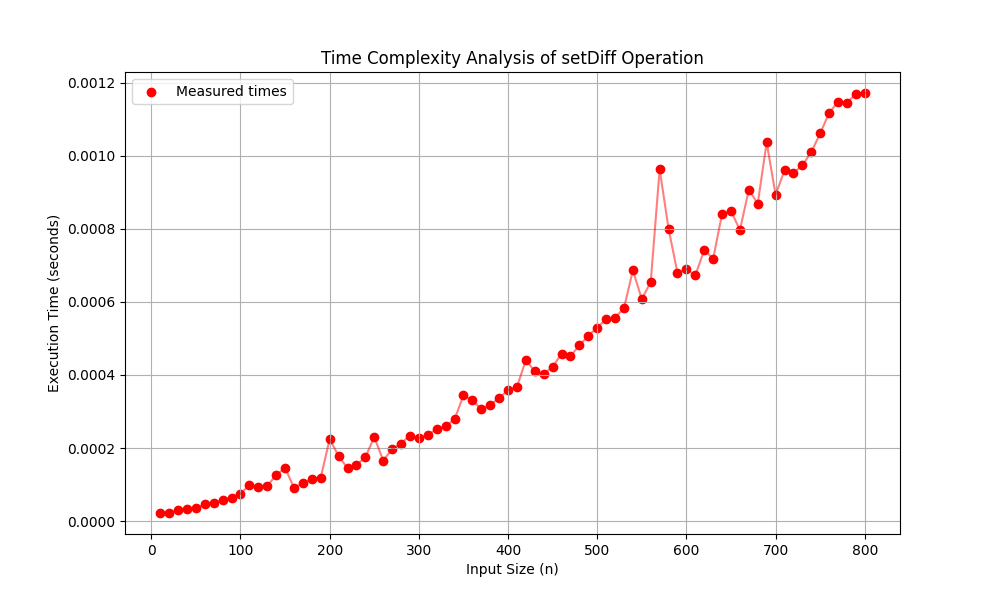 Time Complexity Analysis of setDiff Operation
Measured times
0.0012
0.0010
0.0008
0.0006
0.0004
0.0002
0.0000
Execution Time (seconds)
0 100 200 300 400 500 600 700 800
Input Size (n)